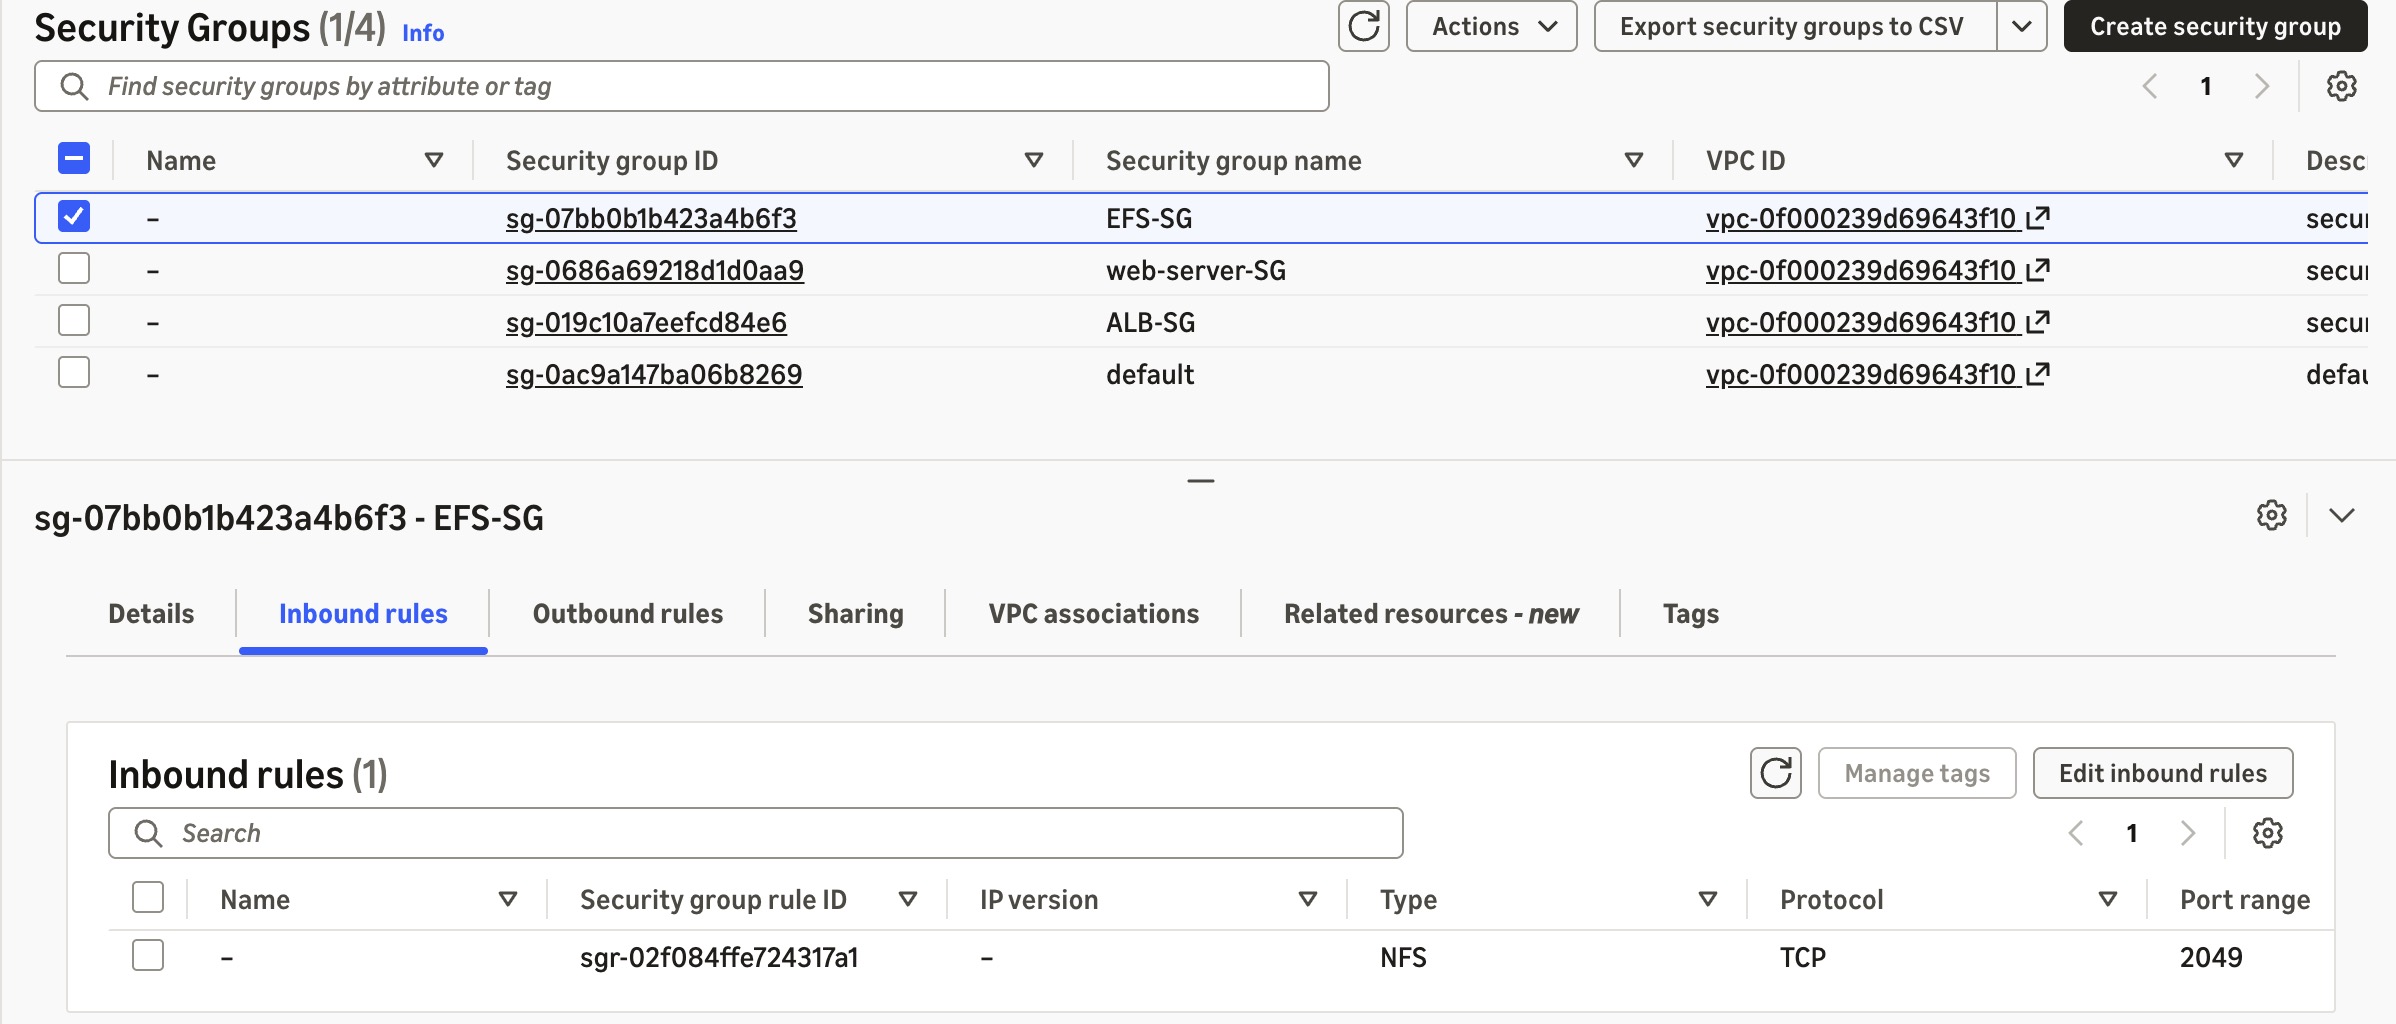 Security Groups (1/4) Info
Actions
Export security groups to CSV
Create security group
Find security groups by attribute or tag
1
Name Security group ID Security group name VPC ID Desc
– sg-07bb0b1b423a4b6f3 EFS-SG vpc-0f000239d69643f10 secu
– sg-0686a69218d1d0aa9 web-server-SG vpc-0f000239d69643f10 secu
– sg-019c10a7eefcd84e6 ALB-SG vpc-0f000239d69643f10 secu
– sg-0ac9a147ba06b8269 default vpc-0f000239d69643f10 defau
sg-07bb0b1b423a4b6f3 - EFS-SG
Details Inbound rules Outbound rules Sharing VPC associations Related resources - new Tags
Inbound rules (1)
Manage tags
Edit inbound rules
Search
1
Name Security group rule ID IP version Type Protocol Port range
– sgr-02f084ffe724317a1 – NFS TCP 2049